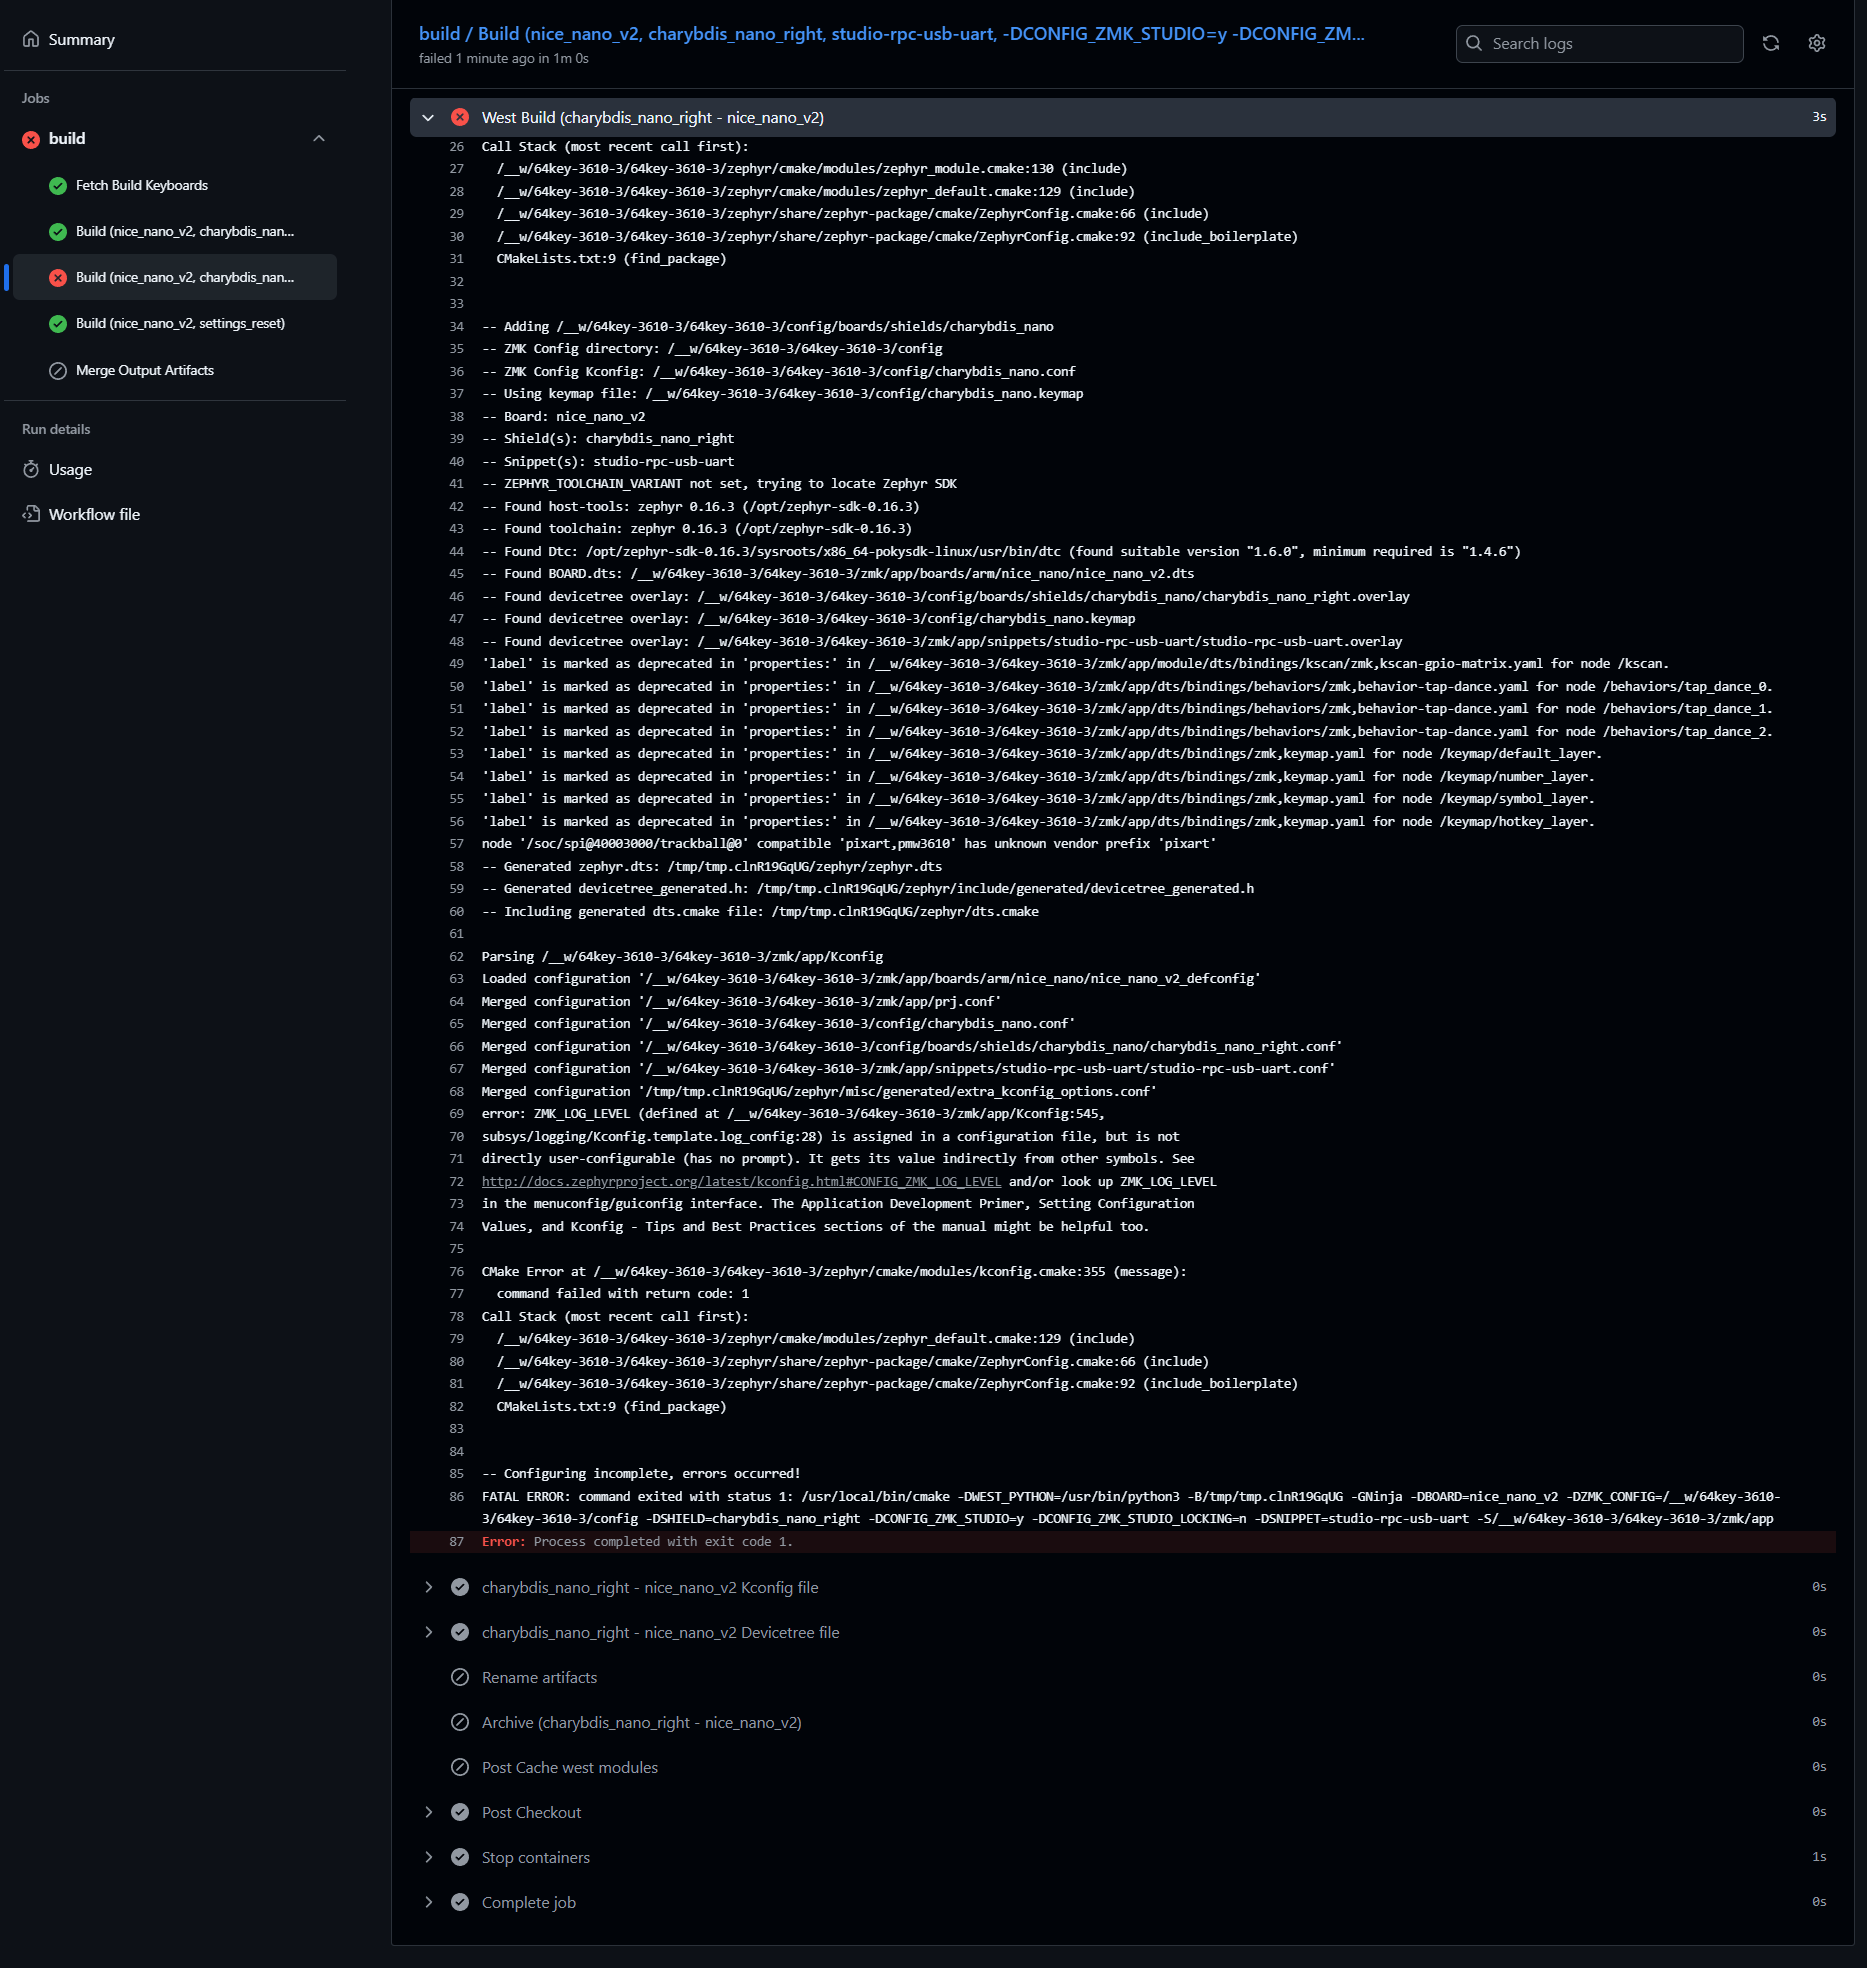 Summary
Jobs
build
Fetch Build Keyboards
Build (nice_nano_v2, charybdis_nan...
Build (nice_nano_v2, charybdis_nan...
Build (nice_nano_v2, settings_reset)
Merge Output Artifacts
Run details
Usage
Workflow file
build / Build (nice_nano_v2, charybdis_nano_right, studio-rpc-usb-uart, -DCONFIG_ZMK_STUDIO=y -DCONFIG_ZM...
failed 1 minute ago in 1m 0s
Search logs
West Build (charybdis_nano_right - nice_nano_v2) 3s
26 Call Stack (most recent call first):
27 /__w/64key-3610-3/64key-3610-3/zephyr/cmake/modules/zephyr_module.cmake:130 (include)
28 /__w/64key-3610-3/64key-3610-3/zephyr/cmake/modules/zephyr_default.cmake:129 (include)
29 /__w/64key-3610-3/64key-3610-3/zephyr/share/zephyr-package/cmake/ZephyrConfig.cmake:66 (include)
30 /__w/64key-3610-3/64key-3610-3/zephyr/share/zephyr-package/cmake/ZephyrConfig.cmake:92 (include_boilerplate)
31 CMakeLists.txt:9 (find_package)
32
33
34 -- Adding /__w/64key-3610-3/64key-3610-3/config/boards/shields/charybdis_nano
35 -- ZMK Config directory: /__w/64key-3610-3/64key-3610-3/config
36 -- ZMK Config Kconfig: /__w/64key-3610-3/64key-3610-3/config/charybdis_nano.conf
37 -- Using keymap file: /__w/64key-3610-3/64key-3610-3/config/charybdis_nano.keymap
38 -- Board: nice_nano_v2
39 -- Shield(s): charybdis_nano_right
40 -- Snippet(s): studio-rpc-usb-uart
41 -- ZEPHYR_TOOLCHAIN_VARIANT not set, trying to locate Zephyr SDK
42 -- Found host-tools: zephyr 0.16.3 (/opt/zephyr-sdk-0.16.3)
43 -- Found toolchain: zephyr 0.16.3 (/opt/zephyr-sdk-0.16.3)
44 -- Found Dtc: /opt/zephyr-sdk-0.16.3/sysroots/x86_64-pokysdk-linux/usr/bin/dtc (found suitable version "1.6.0", minimum required is "1.4.6")
45 -- Found BOARD.dts: /__w/64key-3610-3/64key-3610-3/zmk/app/boards/arm/nice_nano/nice_nano_v2.dts
46 -- Found devicetree overlay: /__w/64key-3610-3/64key-3610-3/config/boards/shields/charybdis_nano/charybdis_nano_right.overlay
47 -- Found devicetree overlay: /__w/64key-3610-3/64key-3610-3/config/charybdis_nano.keymap
48 -- Found devicetree overlay: /__w/64key-3610-3/64key-3610-3/zmk/app/snippets/studio-rpc-usb-uart/studio-rpc-usb-uart.overlay
49 'label' is marked as deprecated in 'properties:' in /__w/64key-3610-3/64key-3610-3/zmk/app/module/dts/bindings/kscan/zmk,kscan-gpio-matrix.yaml for node /kscan.
50 'label' is marked as deprecated in 'properties:' in /__w/64key-3610-3/64key-3610-3/zmk/app/dts/bindings/behaviors/zmk,behavior-tap-dance.yaml for node /behaviors/tap_dance_0.
51 'label' is marked as deprecated in 'properties:' in /__w/64key-3610-3/64key-3610-3/zmk/app/dts/bindings/behaviors/zmk,behavior-tap-dance.yaml for node /behaviors/tap_dance_1.
52 'label' is marked as deprecated in 'properties:' in /__w/64key-3610-3/64key-3610-3/zmk/app/dts/bindings/behaviors/zmk,behavior-tap-dance.yaml for node /behaviors/tap_dance_2.
53 'label' is marked as deprecated in 'properties:' in /__w/64key-3610-3/64key-3610-3/zmk/app/dts/bindings/zmk,keymap.yaml for node /keymap/default_layer.
54 'label' is marked as deprecated in 'properties:' in /__w/64key-3610-3/64key-3610-3/zmk/app/dts/bindings/zmk,keymap.yaml for node /keymap/number_layer.
55 'label' is marked as deprecated in 'properties:' in /__w/64key-3610-3/64key-3610-3/zmk/app/dts/bindings/zmk,keymap.yaml for node /keymap/symbol_layer.
56 'label' is marked as deprecated in 'properties:' in /__w/64key-3610-3/64key-3610-3/zmk/app/dts/bindings/zmk,keymap.yaml for node /keymap/hotkey_layer.
57 node '/soc/spi@40003000/trackball@0' compatible 'pixart,pmw3610' has unknown vendor prefix 'pixart'
58 -- Generated zephyr.dts: /tmp/tmp.clnR19GqUG/zephyr/zephyr.dts
59 -- Generated devicetree_generated.h: /tmp/tmp.clnR19GqUG/zephyr/include/generated/devicetree_generated.h
60 -- Including generated dts.cmake file: /tmp/tmp.clnR19GqUG/zephyr/dts.cmake
61
62 Parsing /__w/64key-3610-3/64key-3610-3/zmk/app/Kconfig
63 Loaded configuration '/__w/64key-3610-3/64key-3610-3/zmk/app/boards/arm/nice_nano/nice_nano_v2_defconfig'
64 Merged configuration '/__w/64key-3610-3/64key-3610-3/zmk/app/prj.conf'
65 Merged configuration '/__w/64key-3610-3/64key-3610-3/config/charybdis_nano.conf'
66 Merged configuration '/__w/64key-3610-3/64key-3610-3/config/boards/shields/charybdis_nano/charybdis_nano_right.conf'
67 Merged configuration '/__w/64key-3610-3/64key-3610-3/zmk/app/snippets/studio-rpc-usb-uart/studio-rpc-usb-uart.conf'
68 Merged configuration '/tmp/tmp.clnR19GqUG/zephyr/misc/generated/extra_kconfig_options.conf'
69 error: ZMK_LOG_LEVEL (defined at /__w/64key-3610-3/64key-3610-3/zmk/app/Kconfig:545,
70 subsys/logging/Kconfig.template.log_config:28) is assigned in a configuration file, but is not
71 directly user-configurable (has no prompt). It gets its value indirectly from other symbols. See
72 http://docs.zephyrproject.org/latest/kconfig.html#CONFIG_ZMK_LOG_LEVEL and/or look up ZMK_LOG_LEVEL
73 in the menuconfig/guiconfig interface. The Application Development Primer, Setting Configuration
74 Values, and Kconfig - Tips and Best Practices sections of the manual might be helpful too.
75
76 CMake Error at /__w/64key-3610-3/64key-3610-3/zephyr/cmake/modules/kconfig.cmake:355 (message):
77 command failed with return code: 1
78 Call Stack (most recent call first):
79 /__w/64key-3610-3/64key-3610-3/zephyr/cmake/modules/zephyr_default.cmake:129 (include)
80 /__w/64key-3610-3/64key-3610-3/zephyr/share/zephyr-package/cmake/ZephyrConfig.cmake:66 (include)
81 /__w/64key-3610-3/64key-3610-3/zephyr/share/zephyr-package/cmake/ZephyrConfig.cmake:92 (include_boilerplate)
82 CMakeLists.txt:9 (find_package)
83
84
85 -- Configuring incomplete, errors occurred!
86 FATAL ERROR: command exited with status 1: /usr/local/bin/cmake -DWEST_PYTHON=/usr/bin/python3 -B/tmp/tmp.clnR19GqUG -GNinja -DBOARD=nice_nano_v2 -DZMK_CONFIG=/__w/64key-3610-
3/64key-3610-3/config -DSHIELD=charybdis_nano_right -DCONFIG_ZMK_STUDIO=y -DCONFIG_ZMK_STUDIO_LOCKING=n -DSNIPPET=studio-rpc-usb-uart -S/__w/64key-3610-3/64key-3610-3/zmk/app
87 Error: Process completed with exit code 1.
charybdis_nano_right - nice_nano_v2 Kconfig file 0s
charybdis_nano_right - nice_nano_v2 Devicetree file 0s
Rename artifacts 0s
Archive (charybdis_nano_right - nice_nano_v2) 0s
Post Cache west modules 0s
Post Checkout 0s
Stop containers 1s
Complete job 0s